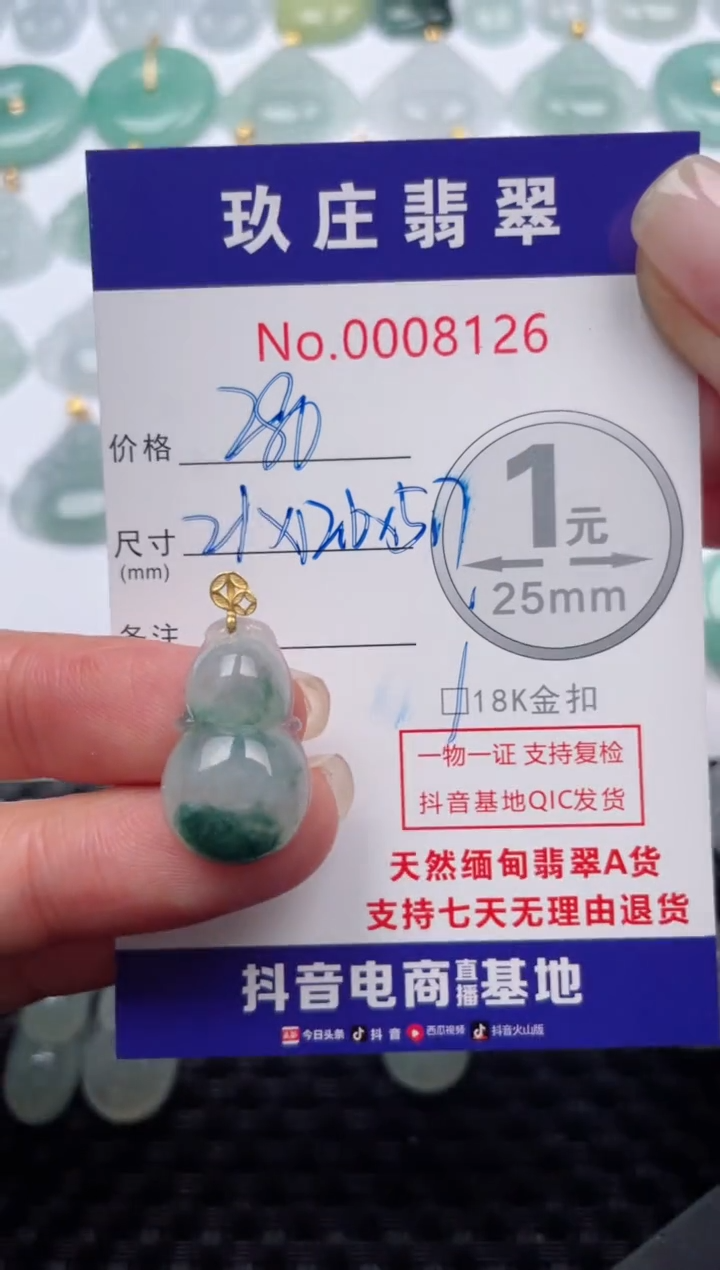 玖庄翡翠
No.0008126
价格 280
尺寸 21x12.6x5.7
(mm)
备注
1元
25mm
18K金扣
一物一证 支持复检
抖音基地QIC发货
天然缅甸翡翠A货
支持七天无理由退货
抖音电商直播基地
今日头条 抖音 西瓜视频 抖音火山版